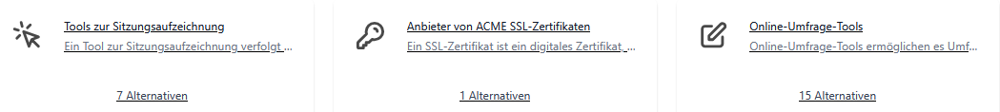 Tools zur Sitzungsaufzeichnung
Ein Tool zur Sitzungsaufzeichnung verfolgt ...
7 Alternativen
Anbieter von ACME SSL-Zertifikaten
Ein SSL-Zertifikat ist ein digitales Zertifikat, ...
1 Alternativen
Online-Umfrage-Tools
Online-Umfrage-Tools ermöglichen es Umf...
15 Alternativen